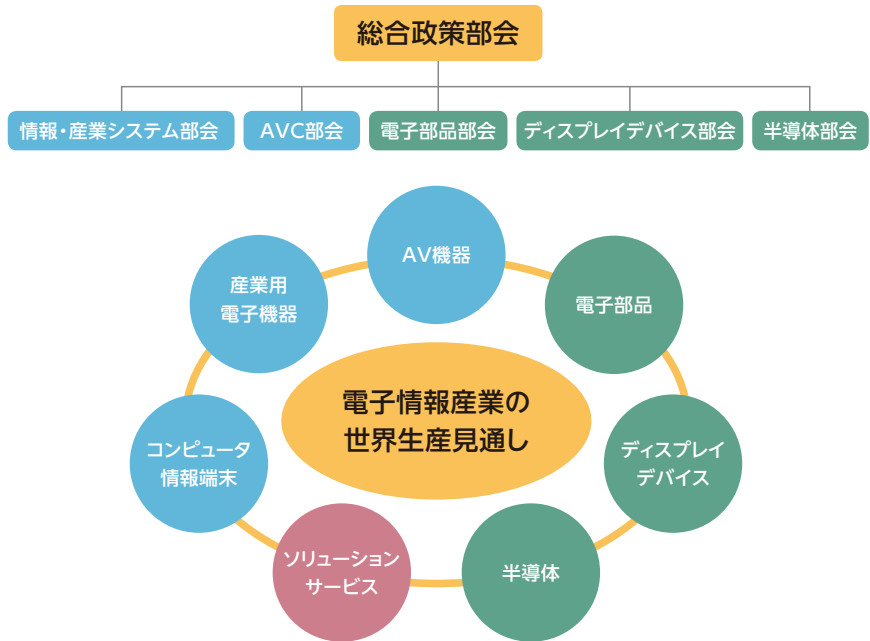 総合政策部会
情報・産業システム部会
AVC部会
電子部品部会
ディスプレイデバイス部会
半導体部会
AV機器
産業用
電子機器
電子部品
電子情報産業の
世界生産見通し
コンピュータ
情報端末
ディスプレイ
デバイス
ソリューション
サービス
半導体